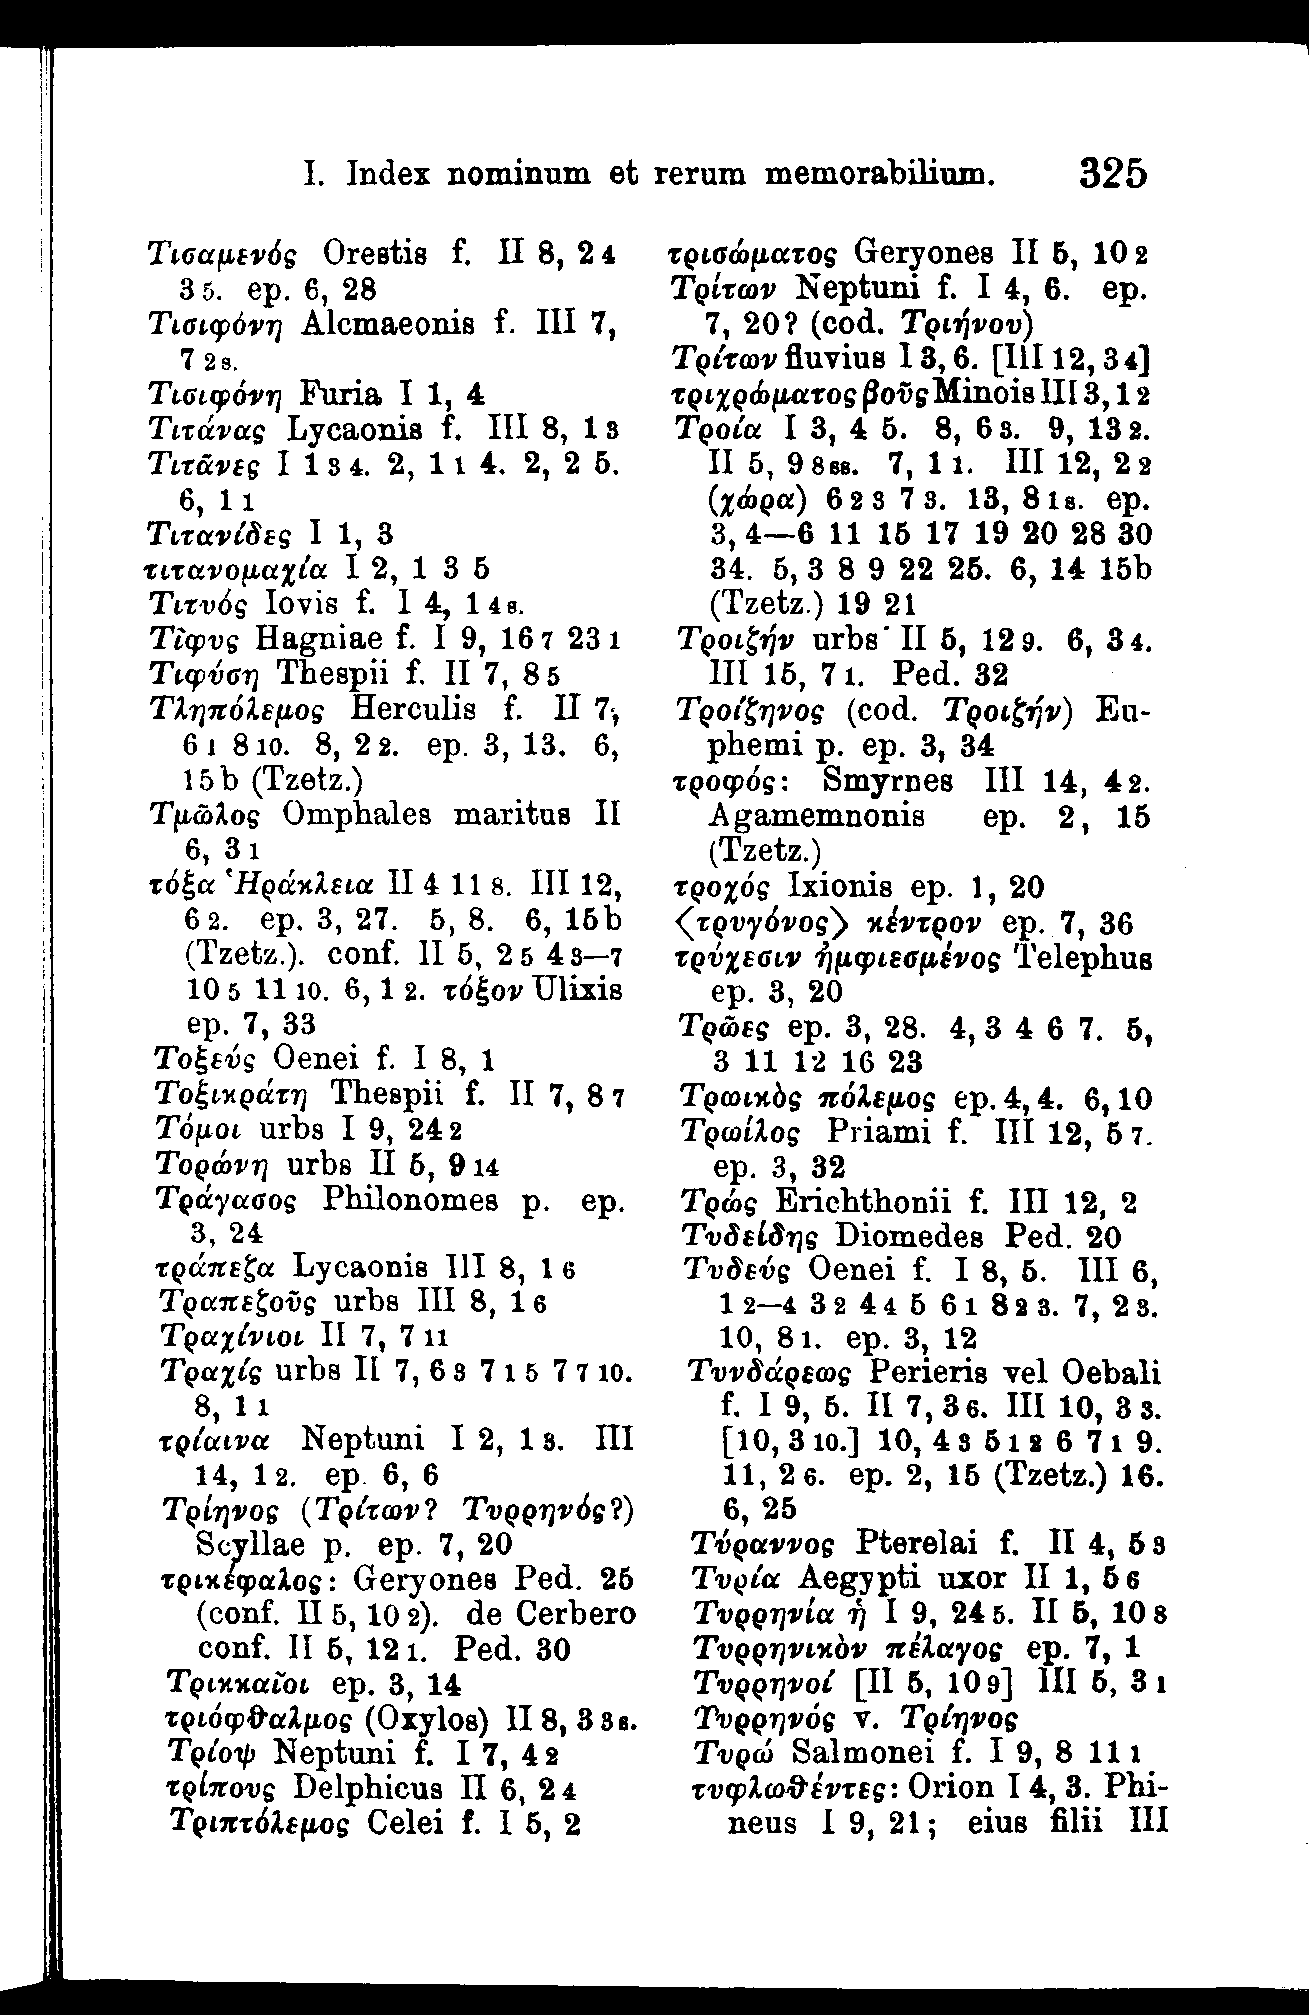 I. Index nominum et rerum memorabilium. 325
Τισαμενός Orestis f. II 8, 2 4
3 5. ep. 6, 28
Τισιφόνη Alcmaeonis f. III 7,
7 2 s.
Τισιφόνη Furia I 1, 4
Τιτάνας Lycaonis f. III 8, 1 3
Τιτᾶνες I 1 3 4. 2, 1 1 4. 2, 2 5.
6, 1 1
Τιτανίδες I 1, 3
τιτανομαχία I 2, 1 3 5
Τιτυός Iovis f. I 4, 1 4 s.
Τῖφυς Hagniae f. I 9, 16 7 23 1
Τιφύση Thespii f. II 7, 8 5
Τληπόλεμος Herculis f. II 7,
6 1 8 10. 8, 2 2. ep. 3, 13. 6,
15b (Tzetz.)
Τμῶλος Omphales maritus II
6, 3 1
τόξα Ἡράκλεια II 4 11 8. III 12,
6 2. ep. 3, 27. 5, 8. 6, 15b
(Tzetz.). conf. II 5, 2 5 4 3—7
10 5 11 10. 6, 1 2. τόξον Ulixis
ep. 7, 33
Τοξεύς Oenei f. I 8, 1
Τοξικράτη Thespii f. II 7, 8 7
Τόμοι urbs I 9, 24 2
Τορώνη urbs II 5, 9 14
Τράγασος Philonomes p. ep.
3, 24
τράπεζα Lycaonis III 8, 1 6
Τραπεζοῦς urbs III 8, 1 6
Τραχίνιοι II 7, 7 11
Τραχίς urbs II 7, 6 3 7 1 5 7 7 10.
8, 1 1
τρίαινα Neptuni I 2, 1 3. III
14, 1 2. ep. 6, 6
Τρίηνος (Τρίτων? Τυρρηνός?)
Scyllae p. ep. 7, 20
τρικέφαλος: Geryones Ped. 25
(conf. II 5, 10 2). de Cerbero
conf. II 5, 12 1. Ped. 30
Τρικκαῖοι ep. 3, 14
τριόφθαλμος (Oxylos) II 8, 3 3 s.
Τρίοψ Neptuni f. I 7, 4 2
τρίπους Delphicus II 6, 2 4
Τριπτόλεμος Celei f. I 5, 2
τρισώματος Geryones II 5, 10 2
Τρίτων Neptuni f. I 4, 6. ep.
7, 20? (cod. Τριήνου)
Τρίτων fluvius I 3, 6. [III 12, 3 4]
τριχρώματος βοῦς Minois III 3, 1 2
Τροία I 3, 4 5. 8, 6 3. 9, 13 2.
II 5, 9 8 ss. 7, 1 1. III 12, 2 2
(χώρα) 6 2 3 7 3. 13, 8 1 s. ep.
3, 4—6 11 15 17 19 20 28 30
34. 5, 3 8 9 22 25. 6, 14 15b
(Tzetz.) 19 21
Τροιζήν urbs II 5, 12 9. 6, 3 4.
III 15, 7 1. Ped. 32
Τροίζηνος (cod. Τροιζήν) Eu-
phemi p. ep. 3, 34
τροφός: Smyrnes III 14, 4 2.
Agamemnonis ep. 2, 15
(Tzetz.)
τροχός Ixionis ep. 1, 20
⟨τρυγόνος⟩ κέντρον ep. 7, 36
τρύχεσιν ἠμφιεσμένος Telephus
ep. 3, 20
Τρῶες ep. 3, 28. 4, 3 4 6 7. 5,
3 11 12 16 23
Τρωικὸς πόλεμος ep. 4, 4. 6, 10
Τρωίλος Priami f. III 12, 5 7.
ep. 3, 32
Τρώς Erichthonii f. III 12, 2
Τυδείδης Diomedes Ped. 20
Τυδεύς Oenei f. I 8, 5. III 6,
1 2—4 3 2 4 4 5 6 1 8 2 3. 7, 2 3.
10, 8 1. ep. 3, 12
Τυνδάρεως Perieris vel Oebali
f. I 9, 5. II 7, 3 6. III 10, 3 3.
[10, 3 10.] 10, 4 3 5 1 2 6 7 1 9.
11, 2 6. ep. 2, 15 (Tzetz.) 16.
6, 25
Τύραννος Pterelai f. II 4, 5 3
Τυρία Aegypti uxor II 1, 5 6
Τυρρηνία ἡ I 9, 24 5. II 5, 10 8
Τυρρηνικὸν πέλαγος ep. 7, 1
Τυρρηνοί [II 5, 10 9] III 5, 3 1
Τυρρηνός v. Τρίηνος
Τυρώ Salmonei f. I 9, 8 11 1
τυφλωθέντες: Orion I 4, 3. Phi-
neus I 9, 21; eius filii III